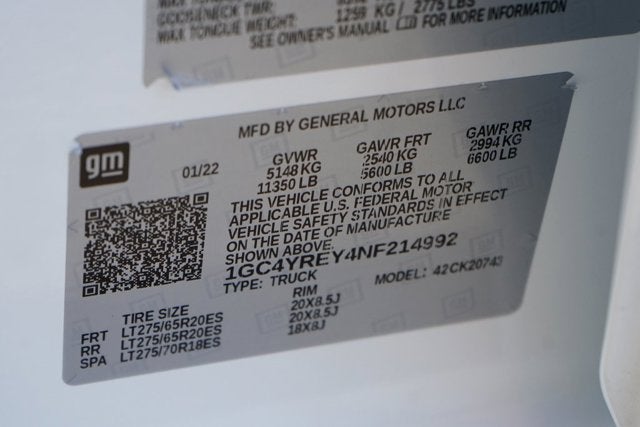 GOOSENECK TWR:
MAX TONGUE WEIGHT: 1258 KG / 2775 LBS
SEE OWNER'S MANUAL FOR MORE INFORMATION
gm
MFD BY GENERAL MOTORS LLC
01/22 GVWR GAWR FRT GAWR RR
5148 KG 2540 KG 2994 KG
11350 LB 5600 LB 6600 LB
THIS VEHICLE CONFORMS TO ALL
APPLICABLE U.S. FEDERAL MOTOR
VEHICLE SAFETY STANDARDS IN EFFECT
ON THE DATE OF MANUFACTURE
SHOWN ABOVE.
1GC4YREY4NF214992
TYPE: TRUCK MODEL: 42CK20743
TIRE SIZE RIM
FRT LT275/65R20ES 20X8.5J
RR LT275/65R20ES 20X8.5J
SPA LT275/70R18ES 18X8J